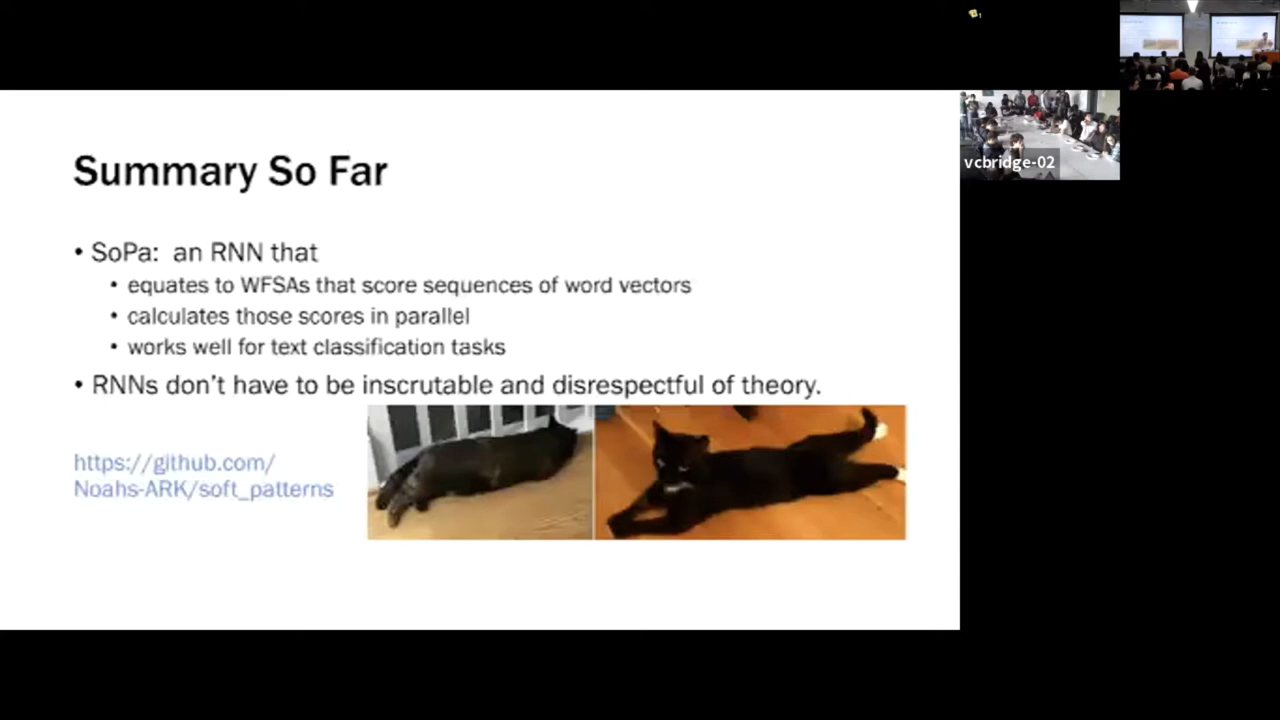 Summary So Far
• SoPa: an RNN that
• equates to WFSAs that score sequences of word vectors
• calculates those scores in parallel
• works well for text classification tasks
• RNNs don't have to be inscrutable and disrespectful of theory.
https://github.com/
Noahs-ARK/soft_patterns
vcbridge-02